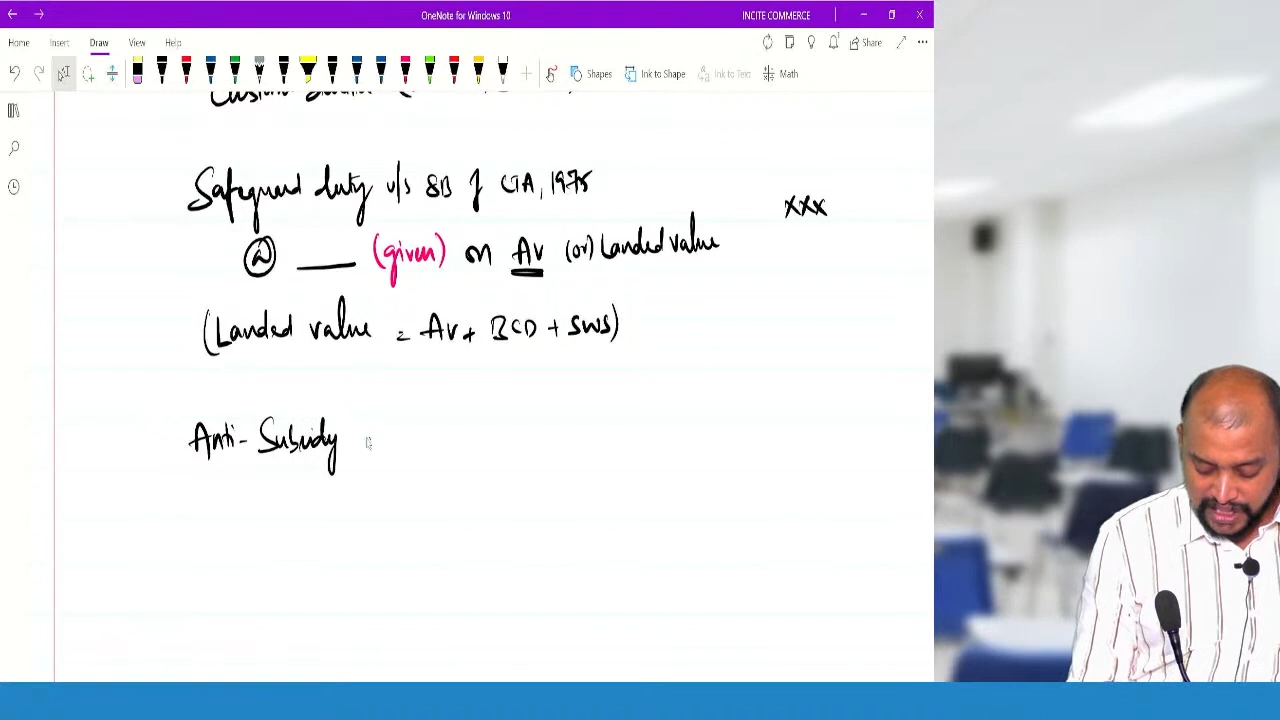 OneNote for Windows 10
INCITE COMMERCE
Home Insert Draw View Help
Share
Shapes Ink to Shape Ink to Text Math
Safeguard duty u/s 8B of CTA, 1975
xxx
@ ___ (given) on AV (or) Landed value
(Landed value = AV + BCD + SWS)
Anti-Subsidy